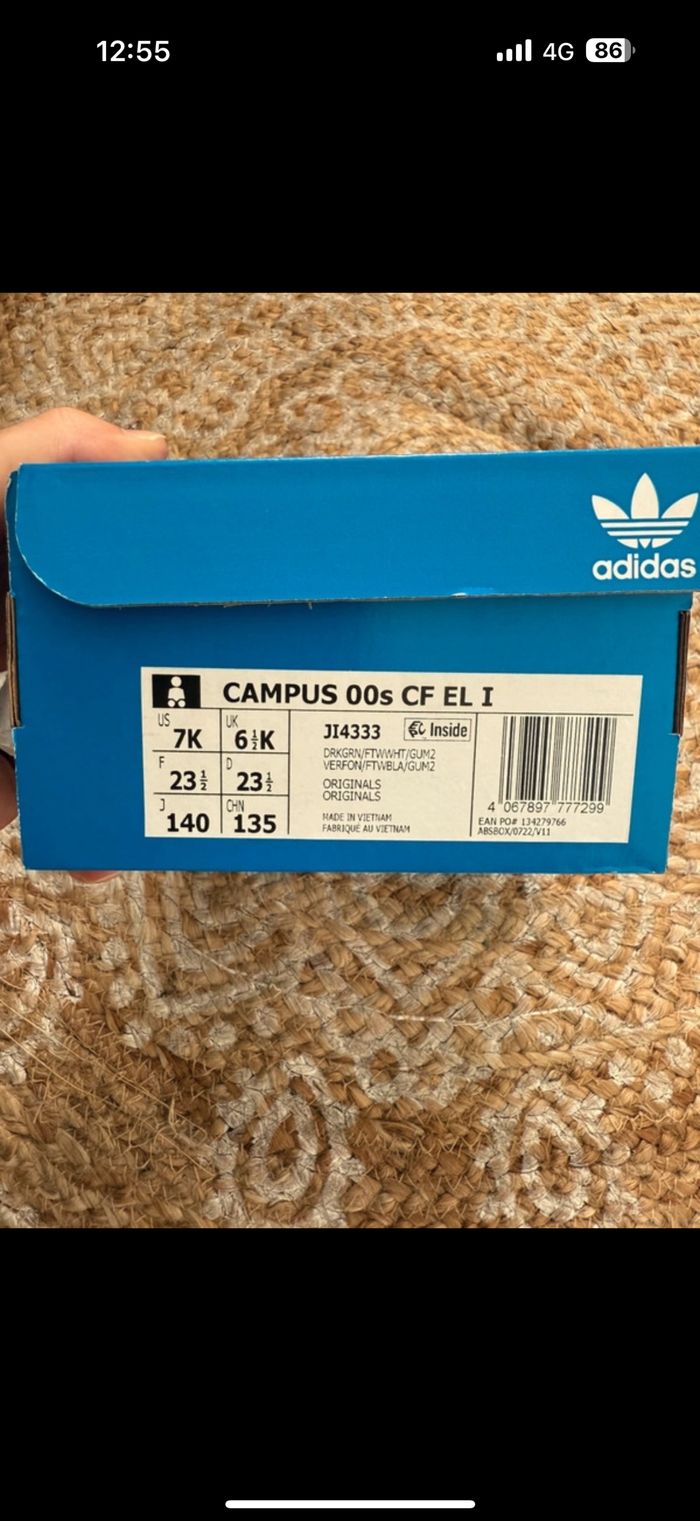 12:55
4G 86
adidas
CAMPUS 00s CF EL I
US 7K UK 6½K
F 23½ D 23½
J 140 CHN 135
JI4333 Inside
DRKGRN/FTWWHT/GUM2
VERFON/FTWBLA/GUM2
ORIGINALS
ORIGINALS
MADE IN VIETNAM
FABRIQUÉ AU VIETNAM
4 067897 777299
EAN PO# 134279766
ABSBOX/0722/V11